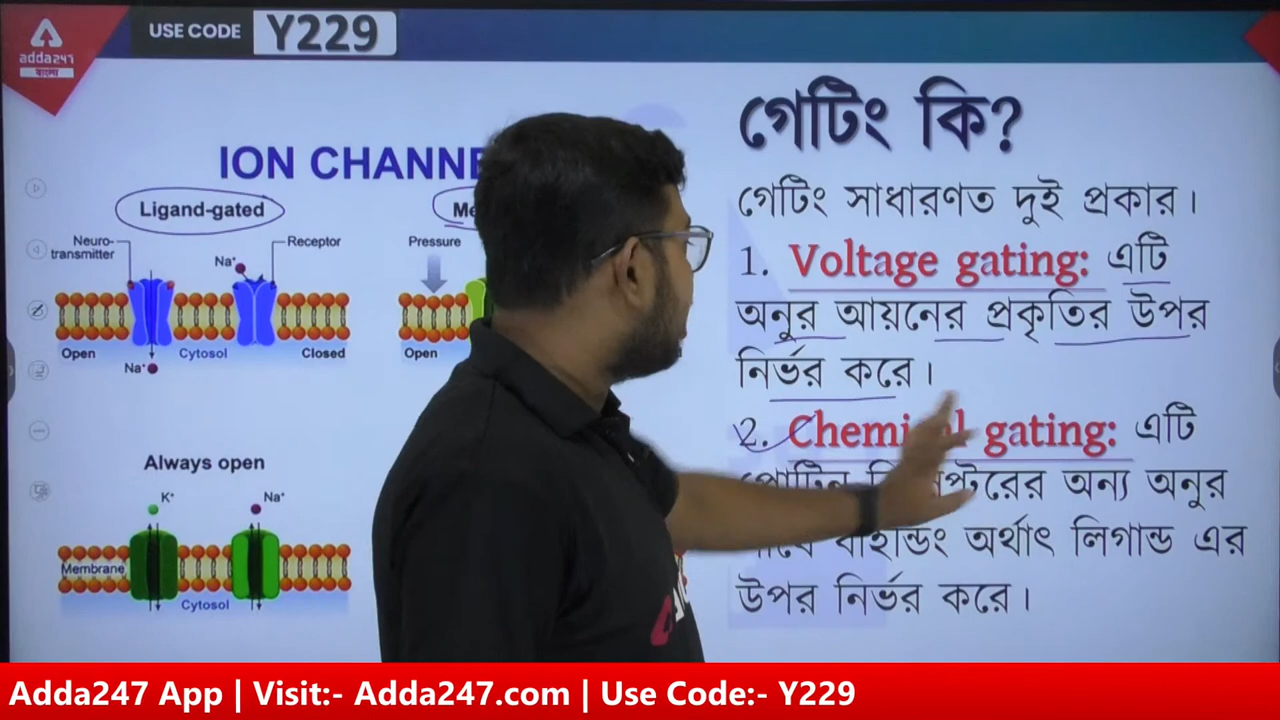 adda247
বাংলা
USE CODE Y229
গেটিং কি?
ION CHANNE
গেটিং সাধারণত দুই প্রকার।
Ligand-gated
Me
1. Voltage gating: এটি
অনুর আয়নের প্রকৃতির উপর
নির্ভর করে।
Neuro-
transmitter
Na⁺
Receptor
Pressure
Open
Cytosol
Closed
Na⁺
Open
2. Chemi l gating: এটি
অন্য অনুর
বাইন্ডিং অর্থাৎ লিগান্ড এর
উপর নির্ভর করে।
Always open
K⁺
Na⁺
Membrane
Cytosol
Adda247 App | Visit:- Adda247.com | Use Code:- Y229